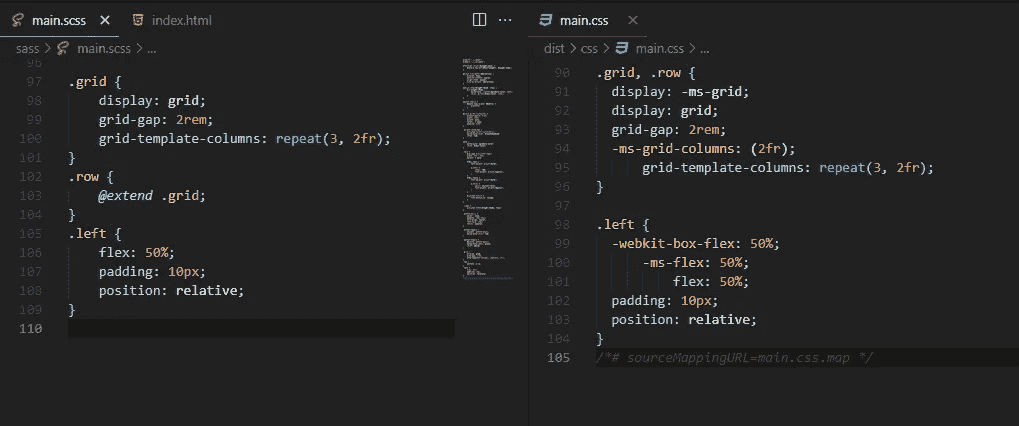 main.scss × index.html ···
sass > main.scss > ...
96
97 .grid {
98 display: grid;
99 grid-gap: 2rem;
100 grid-template-columns: repeat(3, 2fr);
101 }
102 .row {
103 @extend .grid;
104 }
105 .left {
106 flex: 50%;
107 padding: 10px;
108 position: relative;
109 }
110
main.css ×
dist > css > main.css > ...
90 .grid, .row {
91 display: -ms-grid;
92 display: grid;
93 grid-gap: 2rem;
94 -ms-grid-columns: (2fr);
95 grid-template-columns: repeat(3, 2fr);
96 }
97
98 .left {
99 -webkit-box-flex: 50%;
100 -ms-flex: 50%;
101 flex: 50%;
102 padding: 10px;
103 position: relative;
104 }
105 /*# sourceMappingURL=main.css.map */